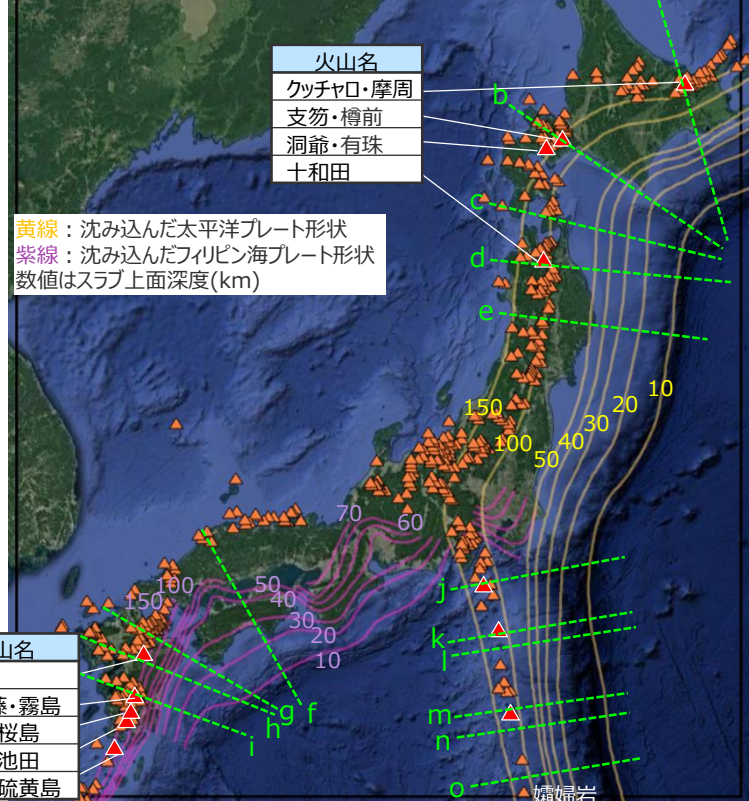 火山名
クッチャロ・摩周
支笏・樽前
洞爺・有珠
十和田
b
c
黄線：沈み込んだ太平洋プレート形状
紫線：沈み込んだフィリピン海プレート形状
数値はスラブ上面深度(km)
d
e
10
20
30
40
50
100
150
70
60
50
40
30
20
10
100
150
j
k
l
m
n
o
f
g
h
i
山名
・霧島
桜島
池田
硫黄島
孀婦岩